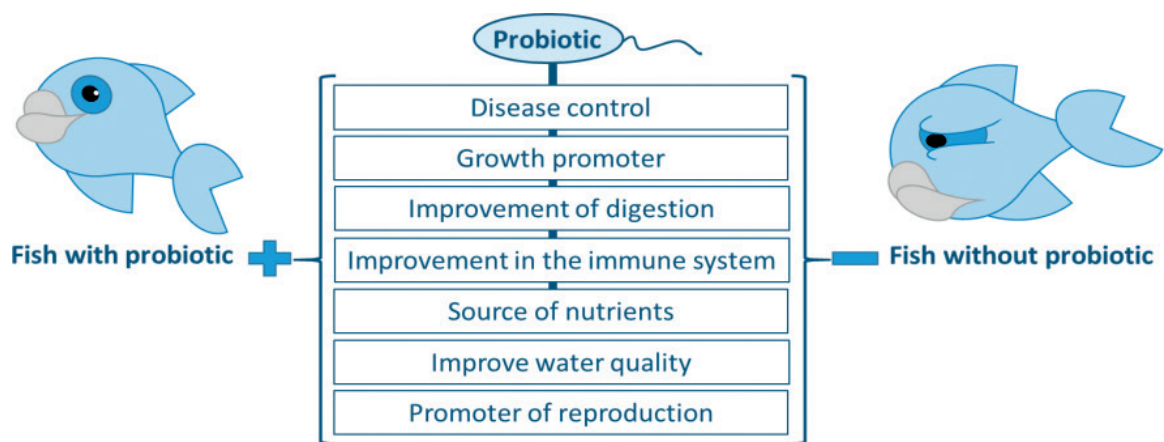 Probiotic
Disease control
Growth promoter
Improvement of digestion
Fish with probiotic
Improvement in the immune system
Fish without probiotic
Source of nutrients
Improve water quality
Promoter of reproduction